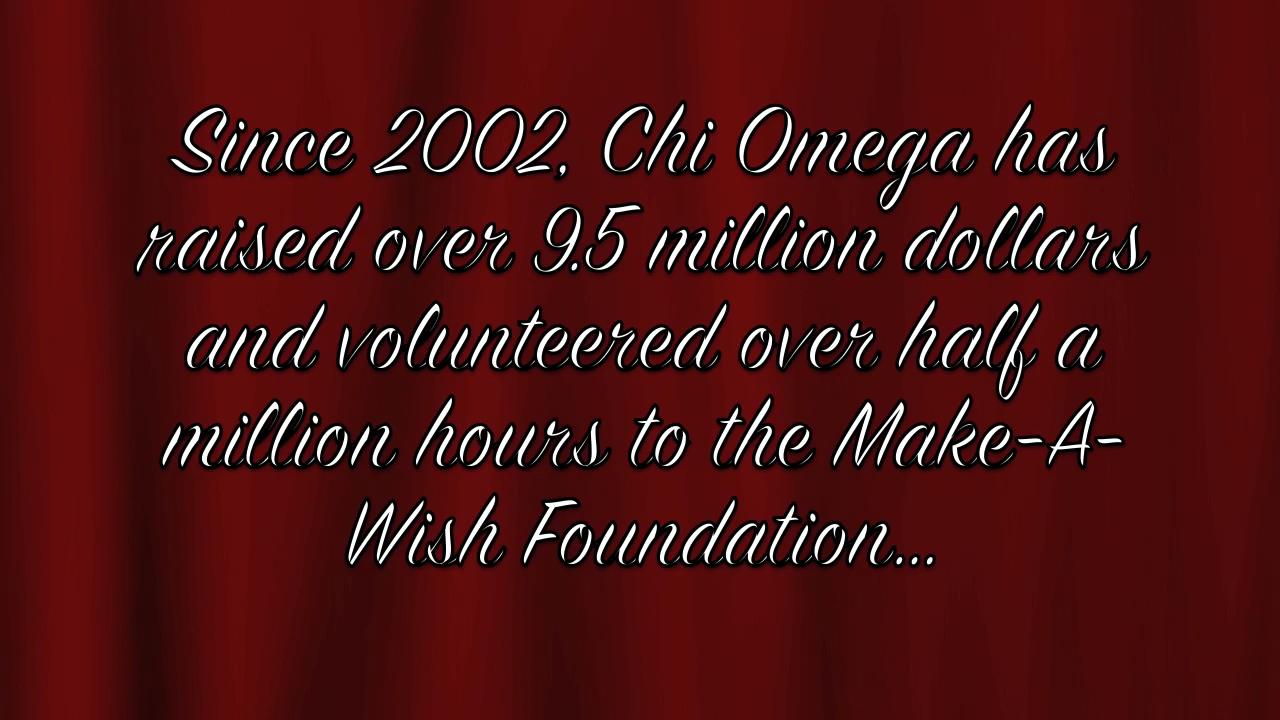 Since 2002, Chi Omega has
raised over 9.5 million dollars
and volunteered over half a
million hours to the Make-A-
Wish Foundation...